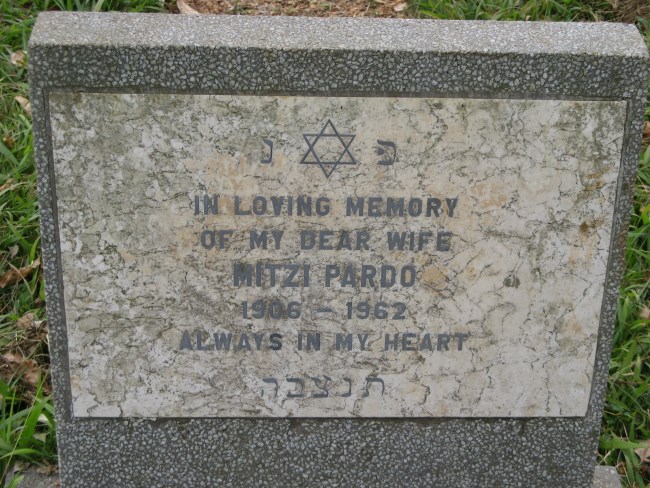 פ נ
IN LOVING MEMORY
OF MY DEAR WIFE
MITZI PARDO
1906 - 1962
ALWAYS IN MY HEART
תנצבה